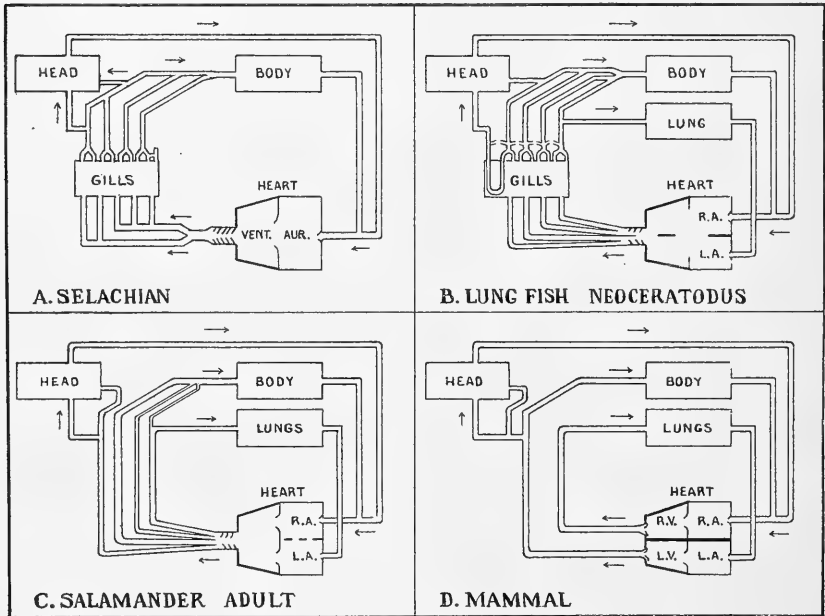 HEAD
BODY
GILLS
HEART
VENT. AUR.
A. SELACHIAN
HEAD
BODY
LUNG
GILLS
HEART
R.A.
L.A.
B. LUNG FISH NEOCERATODUS
HEAD
BODY
LUNGS
HEART
R.A.
L.A.
C. SALAMANDER ADULT
HEAD
BODY
LUNGS
HEART
R.V. R.A.
L.V. L.A.
D. MAMMAL